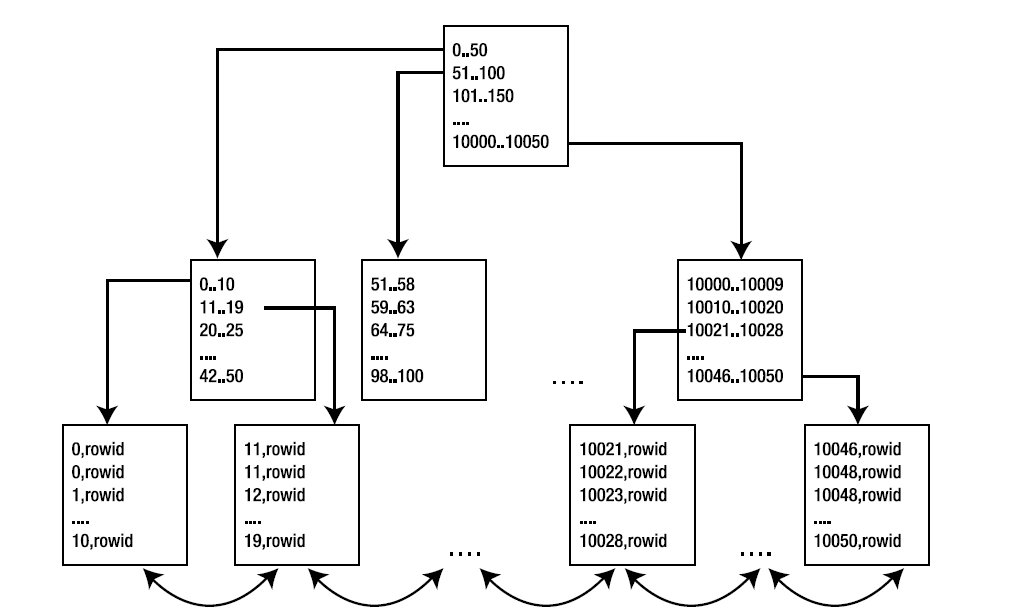 0..50
51..100
101..150
....
10000..10050
0..10
11..19
20..25
....
42..50
51..58
59..63
64..75
....
98..100
....
10000..10009
10010..10020
10021..10028
....
10046..10050
0,rowid
0,rowid
1,rowid
....
10,rowid
11,rowid
11,rowid
12,rowid
....
19,rowid
....
10021,rowid
10022,rowid
10023,rowid
....
10028,rowid
....
10046,rowid
10048,rowid
10048,rowid
....
10050,rowid